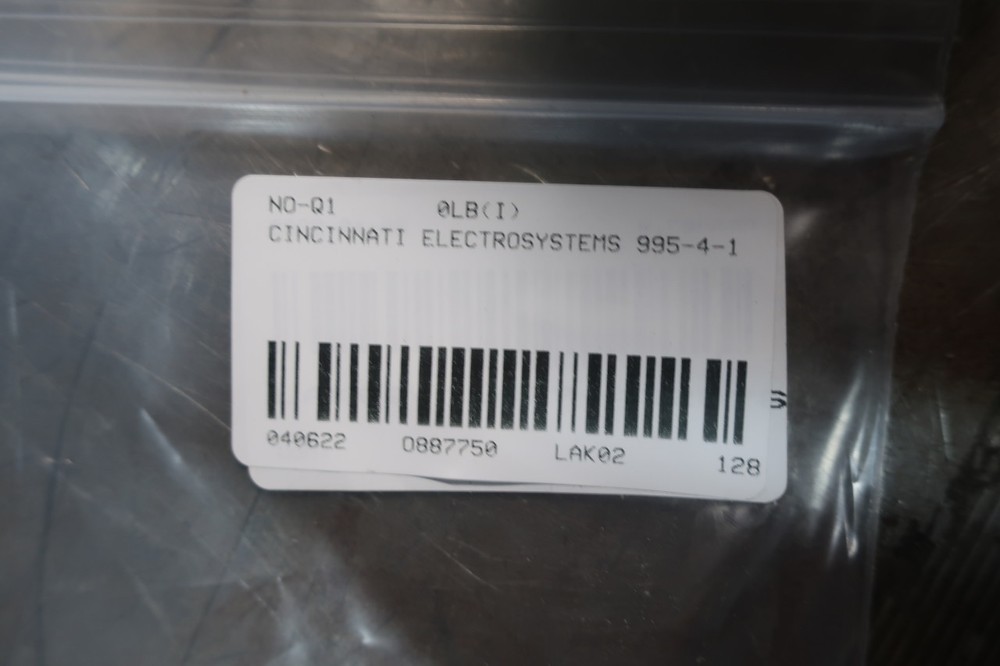 NO-Q1 0LB(I)
CINCINNATI ELECTROSYSTEMS 995-4-1
040622 0887750 LAK02 128
S